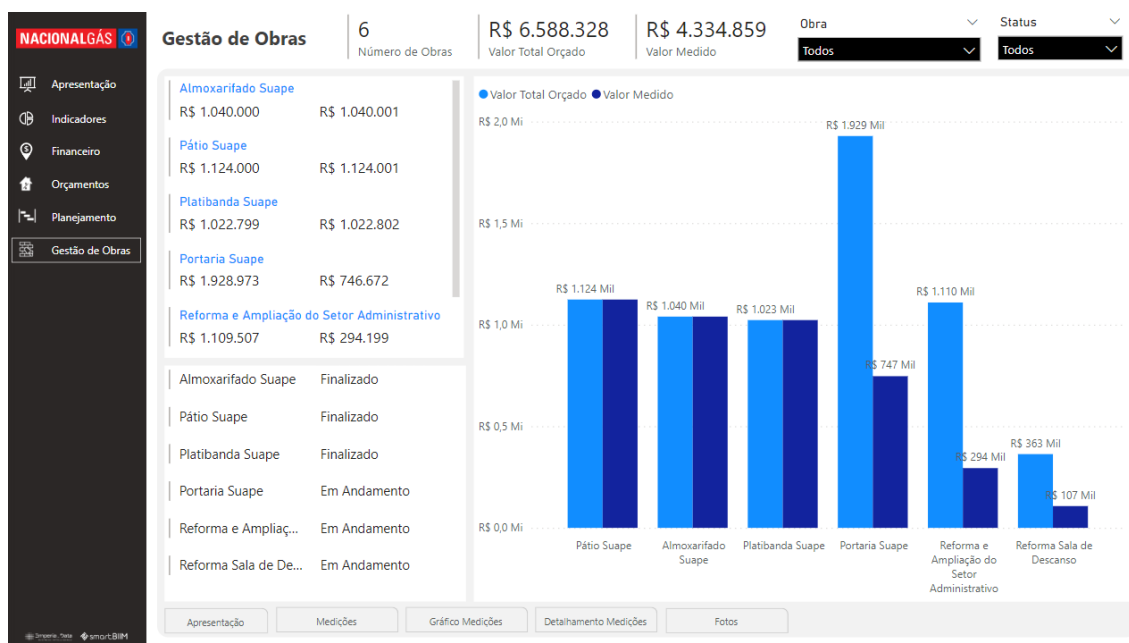 NACIONALGÁS
Apresentação
Indicadores
Financeiro
Orçamentos
Planejamento
Gestão de Obras
smartBIM
Gestão de Obras
6
Número de Obras
R$ 6.588.328
Valor Total Orçado
R$ 4.334.859
Valor Medido
Obra
Todos
Status
Todos
Almoxarifado Suape
R$ 1.040.000 R$ 1.040.001
Pátio Suape
R$ 1.124.000 R$ 1.124.001
Platibanda Suape
R$ 1.022.799 R$ 1.022.802
Portaria Suape
R$ 1.928.973 R$ 746.672
Reforma e Ampliação do Setor Administrativo
R$ 1.109.507 R$ 294.199
Almoxarifado Suape Finalizado
Pátio Suape Finalizado
Platibanda Suape Finalizado
Portaria Suape Em Andamento
Reforma e Ampliaç... Em Andamento
Reforma Sala de De... Em Andamento
Valor Total Orçado Valor Medido
R$ 2,0 Mi
R$ 1,5 Mi
R$ 1,0 Mi
R$ 0,5 Mi
R$ 0,0 Mi
R$ 1.124 Mil
R$ 1.040 Mil
R$ 1.023 Mil
R$ 1.929 Mil
R$ 747 Mil
R$ 1.110 Mil
R$ 294 Mil
R$ 363 Mil
R$ 107 Mil
Pátio Suape
Almoxarifado
Suape
Platibanda Suape
Portaria Suape
Reforma e
Ampliação do
Setor
Administrativo
Reforma Sala de
Descanso
Apresentação
Medições
Gráfico Medições
Detalhamento Medições
Fotos